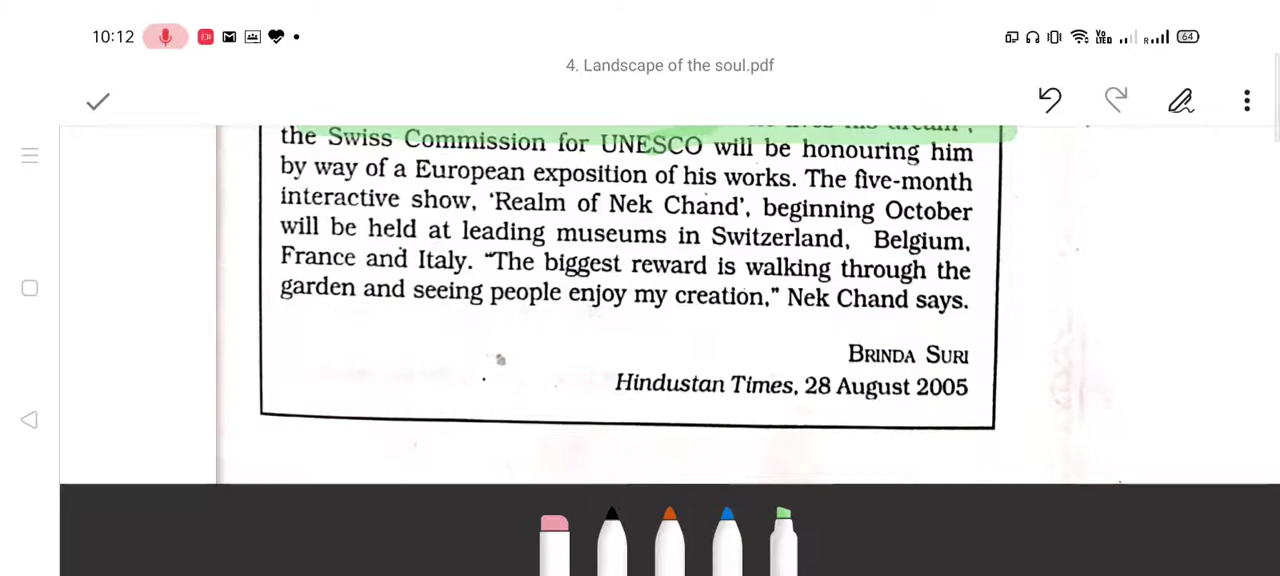 10:12
Vo
LTED
R
64
4. Landscape of the soul.pdf
the Swiss Commission for UNESCO will be honouring him
by way of a European exposition of his works. The five-month
interactive show, ‘Realm of Nek Chand’, beginning October
will be held at leading museums in Switzerland, Belgium,
France and Italy. “The biggest reward is walking through the
garden and seeing people enjoy my creation,” Nek Chand says.
BRINDA SURI
Hindustan Times, 28 August 2005